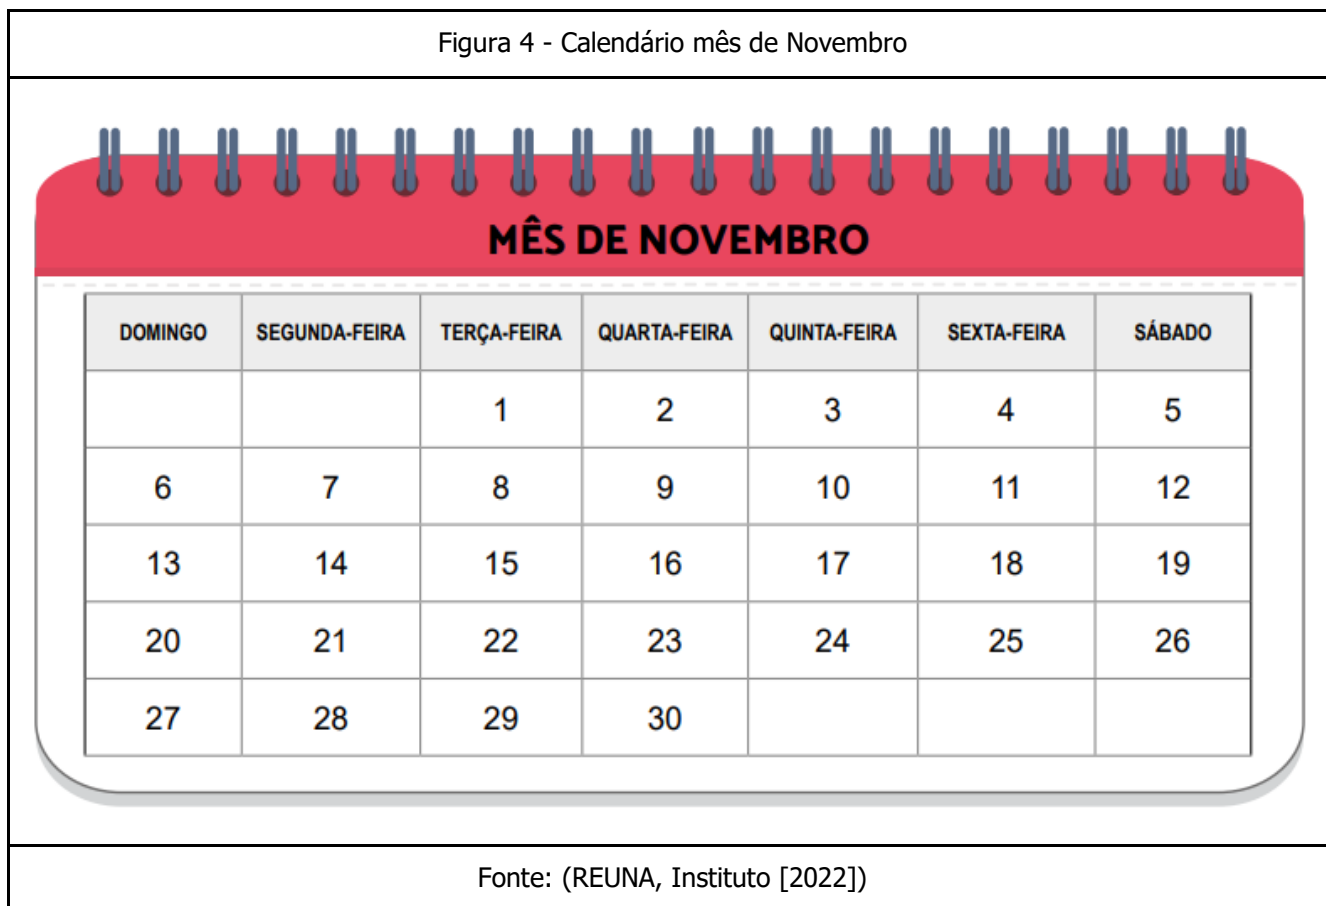 Figura 4 - Calendário mês de Novembro
MÊS DE NOVEMBRO
DOMINGO SEGUNDA-FEIRA TERÇA-FEIRA QUARTA-FEIRA QUINTA-FEIRA SEXTA-FEIRA SÁBADO
1 2 3 4 5
6 7 8 9 10 11 12
13 14 15 16 17 18 19
20 21 22 23 24 25 26
27 28 29 30
Fonte: (REUNA, Instituto [2022])